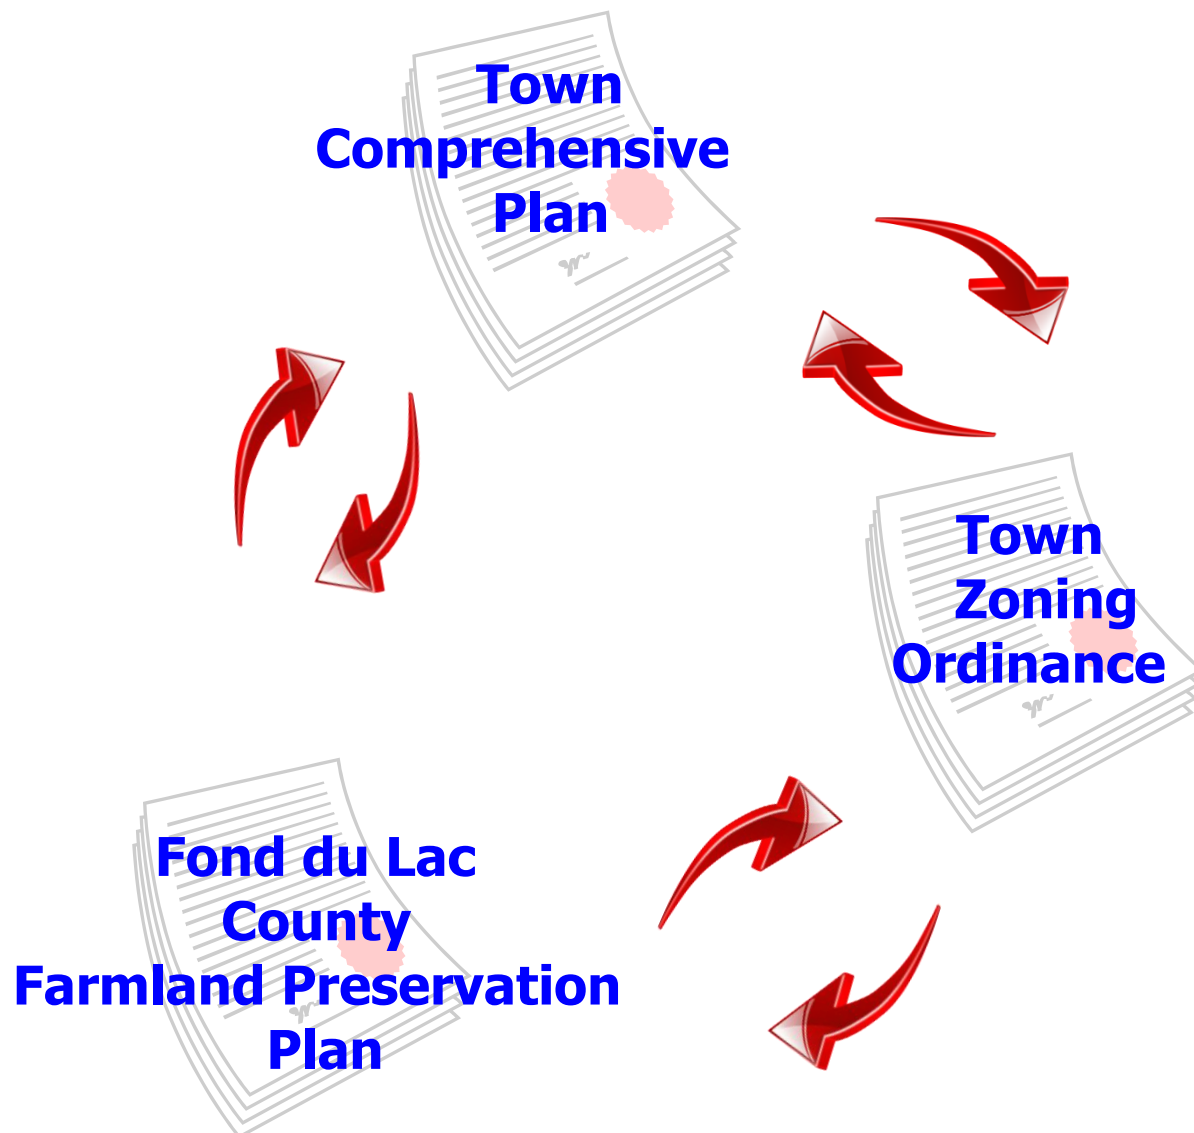 Town
Comprehensive
Plan
Town
Zoning
Ordinance
Fond du Lac
County
Farmland Preservation
Plan